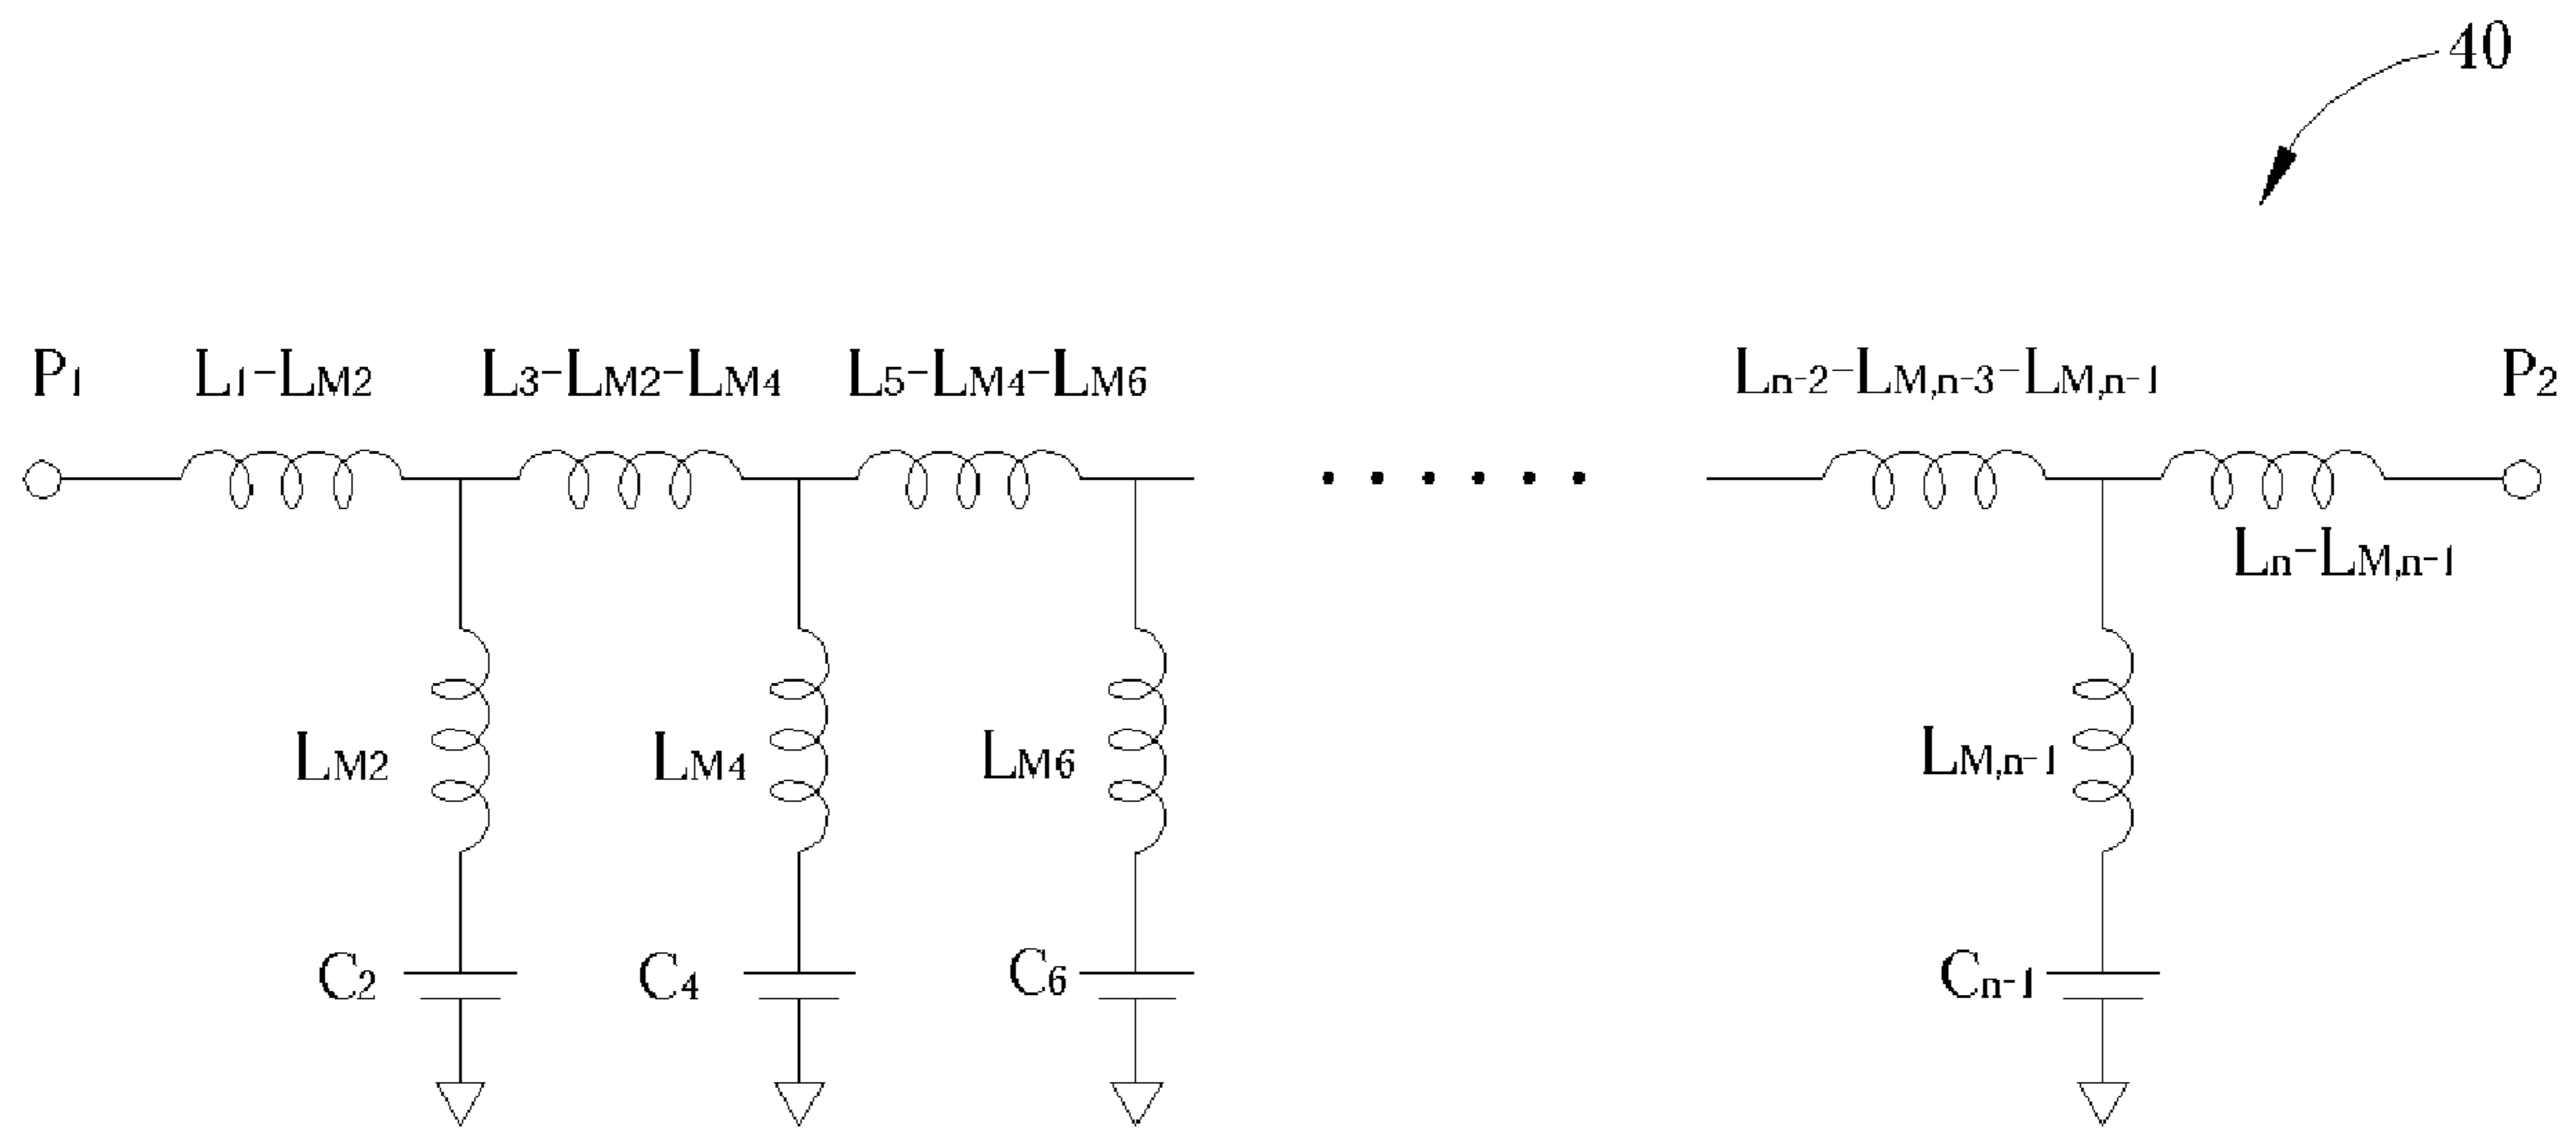 40
P1 L1-LM2 L3-LM2-LM4 L5-LM4-LM6 Ln-2-LM,n-3-LM,n-1 P2
Ln-LM,n-1
LM2 LM4 LM6 LM,n-1
C2 C4 C6 Cn-1